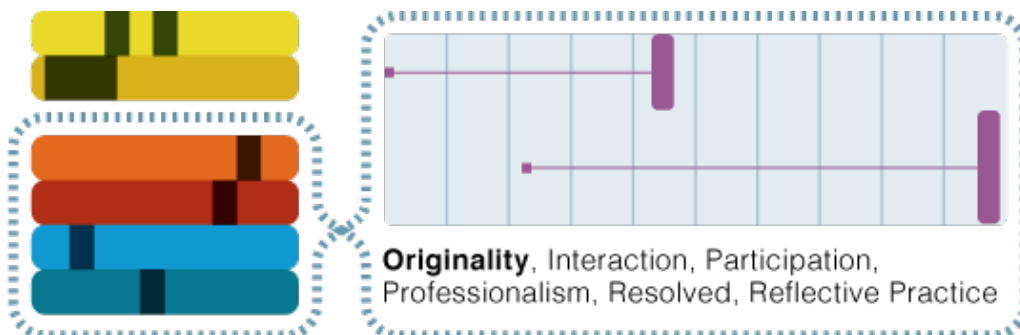 Originality, Interaction, Participation,
Professionalism, Resolved, Reflective Practice